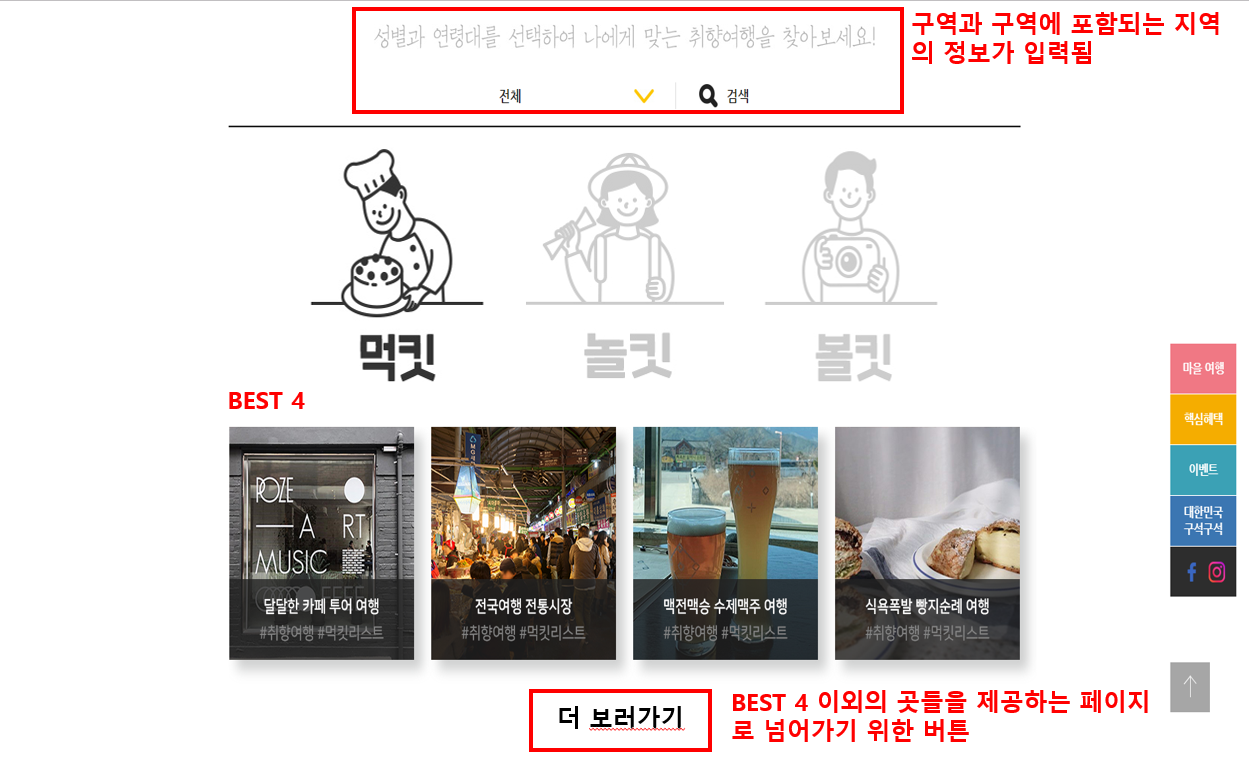 성별과 연령대를 선택하여 나에게 맞는 취향여행을 찾아보세요!
구역과 구역에 포함되는 지역
의 정보가 입력됨
전체
검색
먹킷
놀킷
볼킷
BEST 4
마을 여행
핵심혜택
이벤트
대한민국
구석구석
ROZE
A ART
MUSIC
달달한 카페 투어 여행
#취향여행 #먹킷리스트
전국여행 전통시장
#취향여행 #먹킷리스트
맥전맥승 수제맥주 여행
#취향여행 #먹킷리스트
식욕폭발 빵지순례 여행
#취향여행 #먹킷리스트
더 보러가기
BEST 4 이외의 곳들을 제공하는 페이지
로 넘어가기 위한 버튼